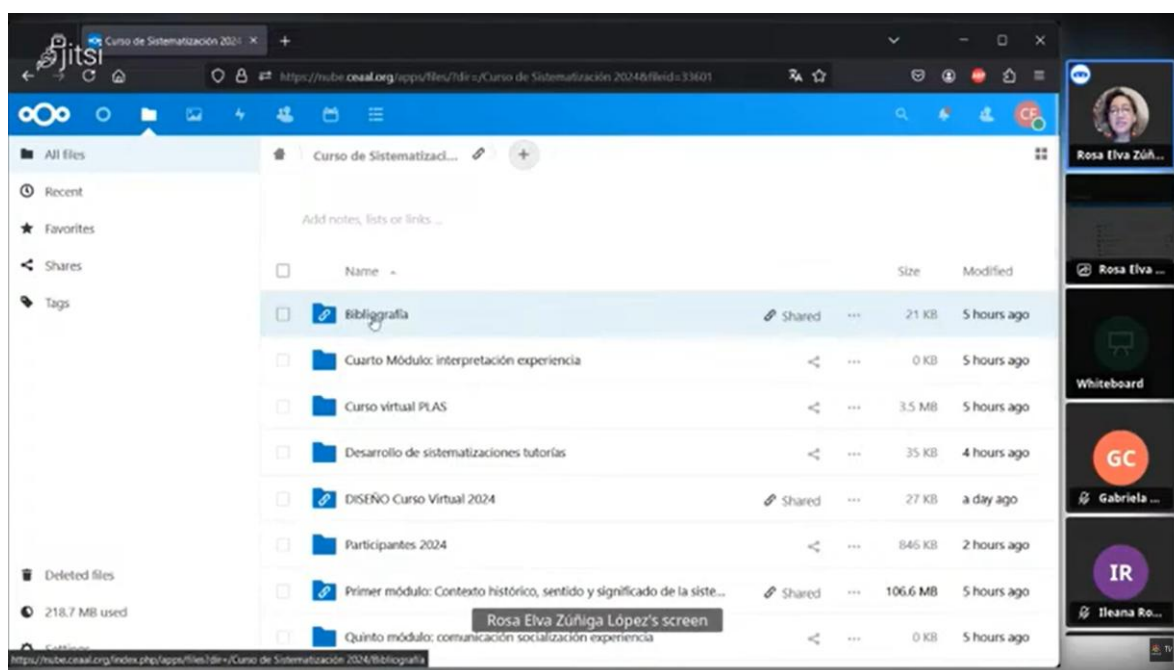 Curso de Sistematización 2024
jitsi
https://nube.ceaal.org/apps/files/?dir=/Curso de Sistematización 2024&fileid=33601
CF
All files
Curso de Sistematizaci...
Rosa Elva Zúñ...
Recent
Add notes, lists or links ...
Favorites
Shares
Name
Size
Modified
Rosa Elva ...
Tags
Bibliografía
Shared
21 KB
5 hours ago
Cuarto Módulo: interpretación experiencia
0 KB
5 hours ago
Whiteboard
Curso virtual PLAS
3.5 MB
5 hours ago
Desarrollo de sistematizaciones tutorías
35 KB
4 hours ago
GC
DISEÑO Curso Virtual 2024
Shared
27 KB
a day ago
Gabriela ...
Participantes 2024
846 KB
2 hours ago
IR
Deleted files
Primer módulo: Contexto histórico, sentido y significado de la siste...
Shared
106.6 MB
5 hours ago
218.7 MB used
Rosa Elva Zúñiga López's screen
Ileana Ro...
Quinto módulo: comunicación socialización experiencia
0 KB
5 hours ago
Settings
https://nube.ceaal.org/index.php/apps/files?dir=/Curso de Sistematización 2024/Bibliografía